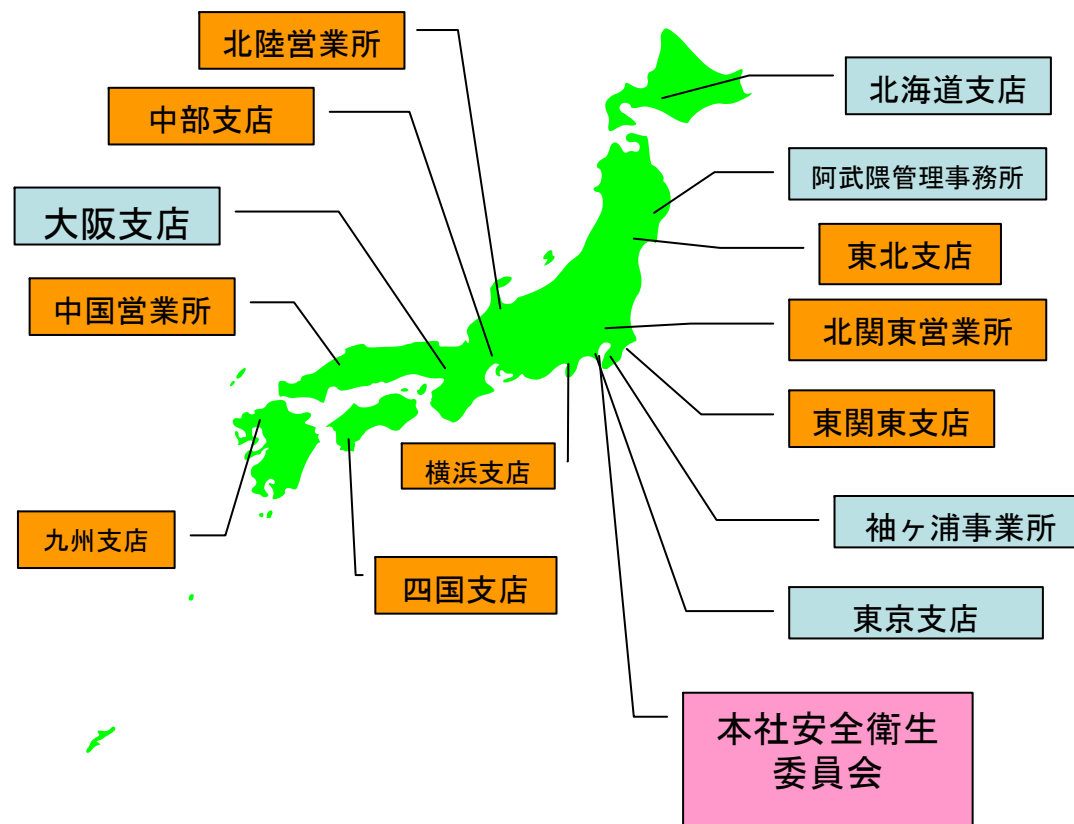 北陸営業所
北海道支店
中部支店
阿武隈管理事務所
大阪支店
東北支店
中国営業所
北関東営業所
東関東支店
横浜支店
袖ヶ浦事業所
九州支店
四国支店
東京支店
本社安全衛生
委員会